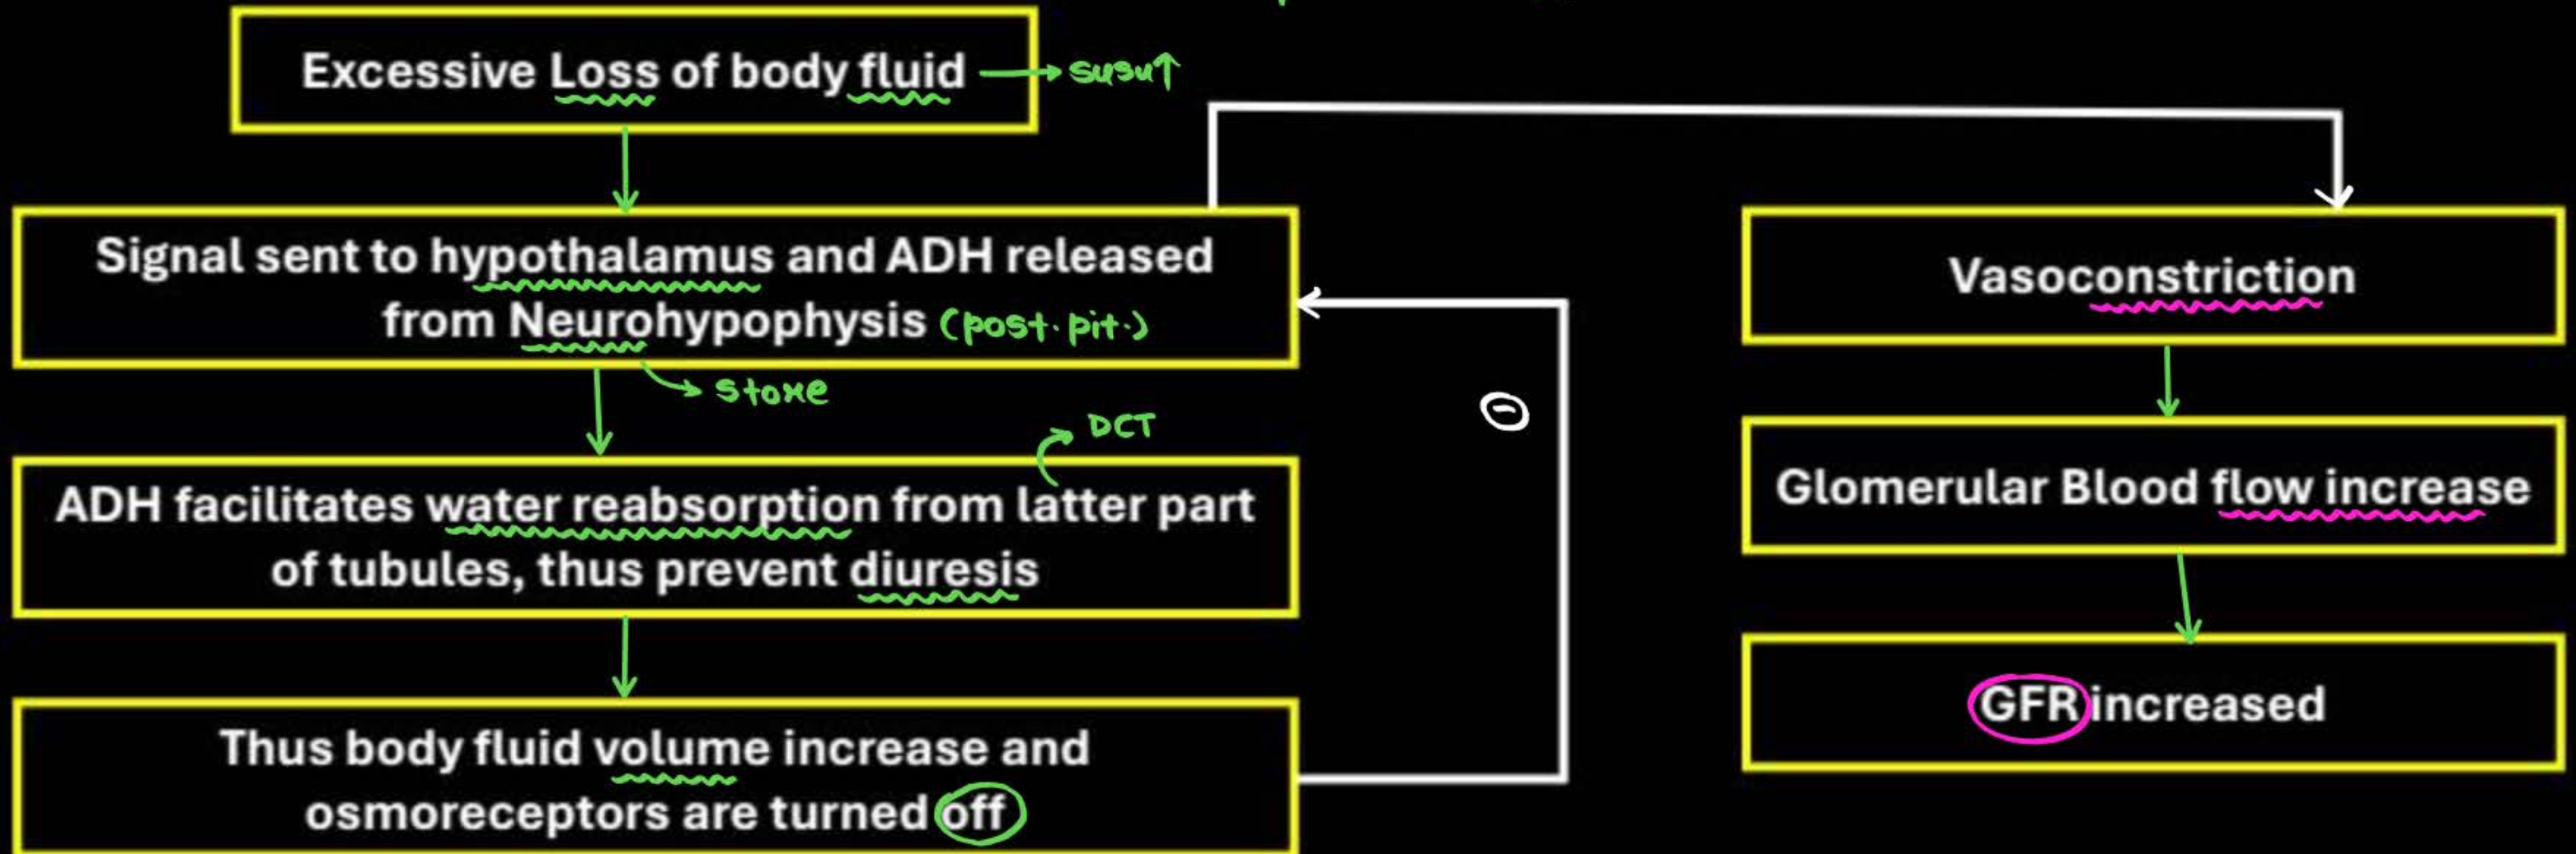 Excessive Loss of body fluid → susu↑
Signal sent to hypothalamus and ADH released
from Neurohypophysis (post. pit.)
store
DCT
ADH facilitates water reabsorption from latter part
of tubules, thus prevent diuresis
Thus body fluid volume increase and
osmoreceptors are turned off
⊖
Vasoconstriction
Glomerular Blood flow increase
GFR increased